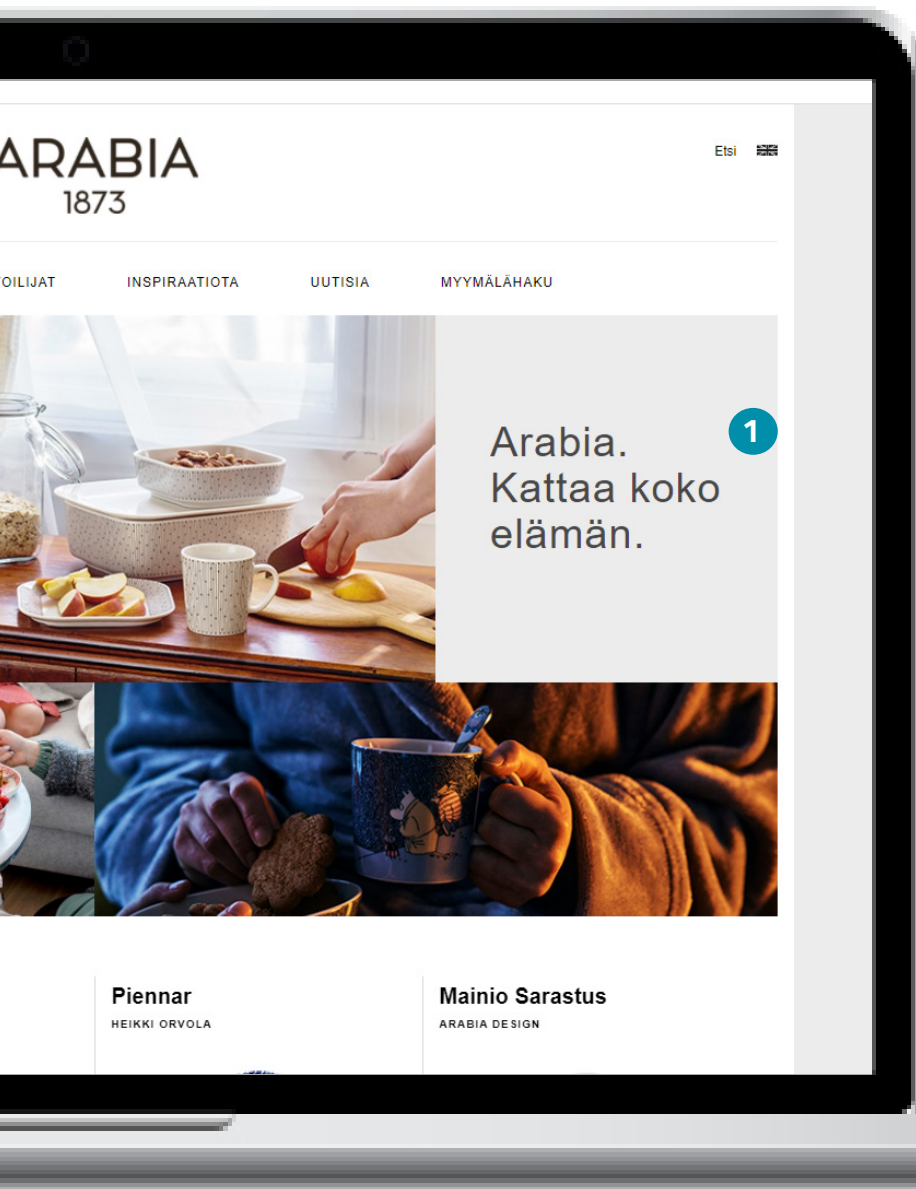 ARABIA
1873
Etsi
OILIJAT INSPIRAATIOTA UUTISIA MYYMÄLÄHAKU
Arabia.
Kattaa koko
elämän.
1
Piennar
HEIKKI ORVOLA
Mainio Sarastus
ARABIA DESIGN